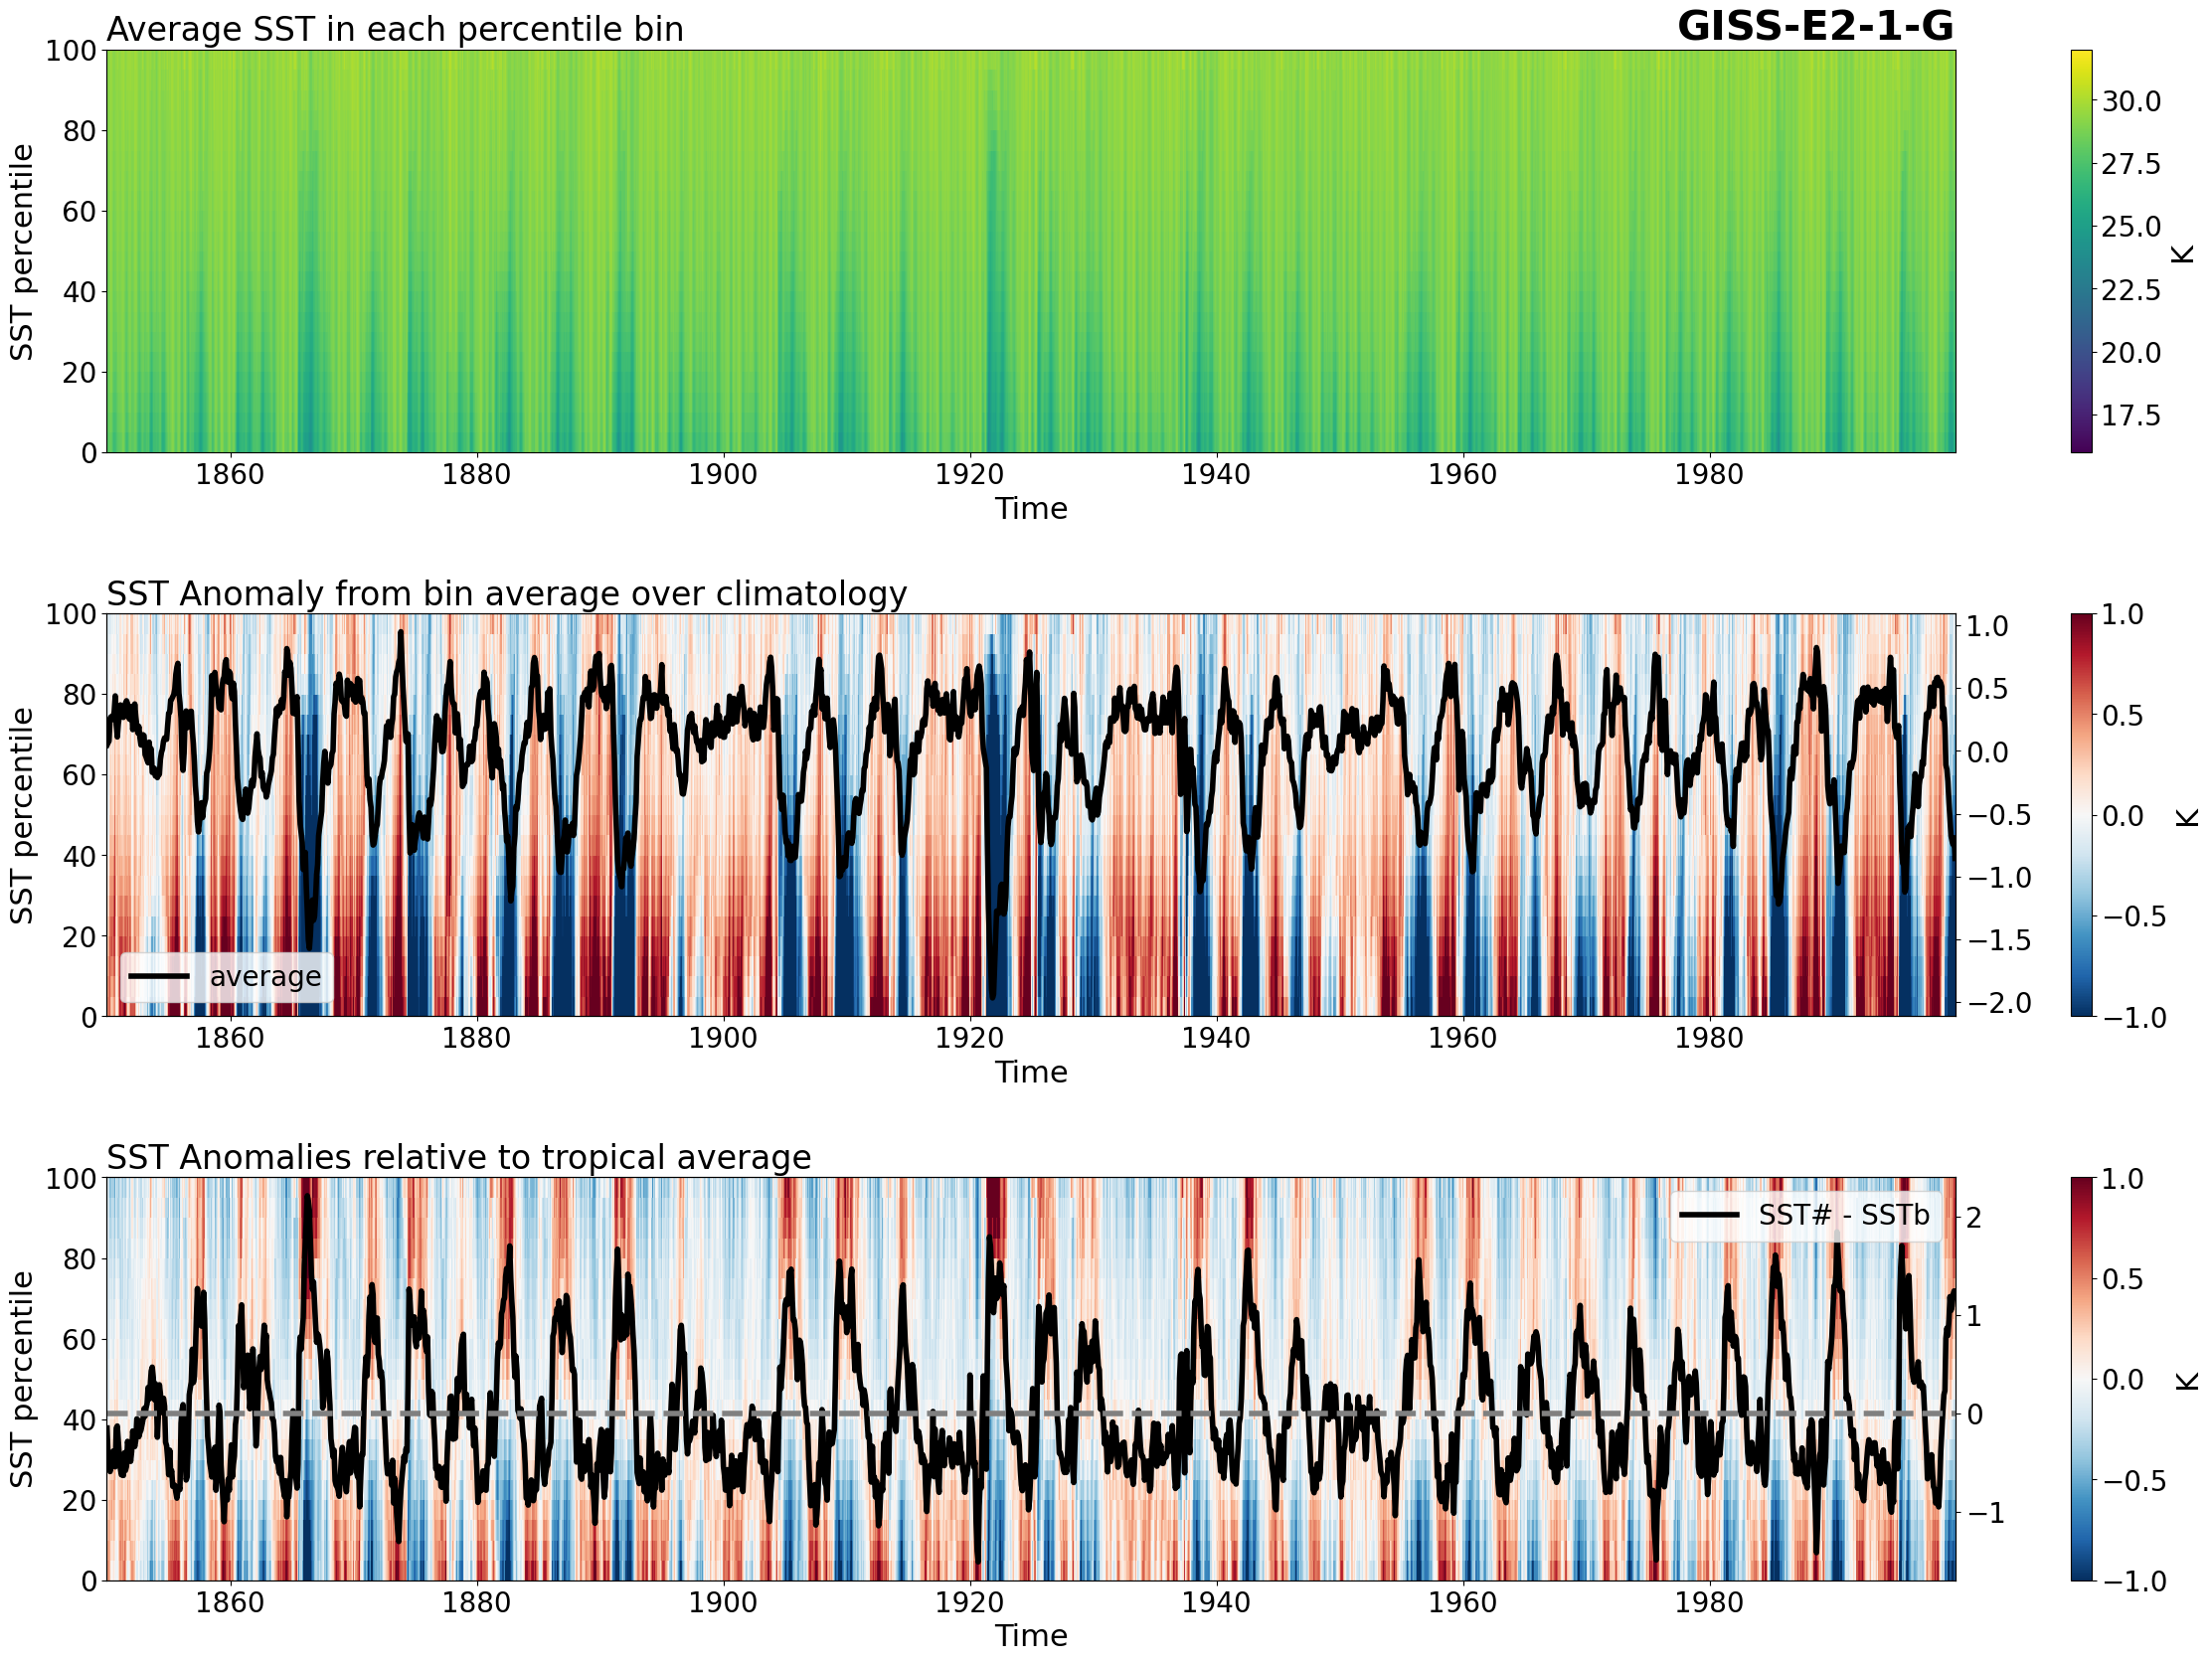 Average SST in each percentile bin
GISS-E2-1-G
100
80
60
40
20
0
SST percentile
1860 1880 1900 1920 1940 1960 1980
Time
30.0
27.5
25.0
22.5
20.0
17.5
K
SST Anomaly from bin average over climatology
100
80
60
40
20
0
SST percentile
average
1860 1880 1900 1920 1940 1960 1980
Time
1.0
0.5
0.0
−0.5
−1.0
−1.5
−2.0
1.0
0.5
0.0
−0.5
−1.0
K
SST Anomalies relative to tropical average
100
80
60
40
20
0
SST percentile
SST# - SSTb
1860 1880 1900 1920 1940 1960 1980
Time
2
1
0
−1
1.0
0.5
0.0
−0.5
−1.0
K